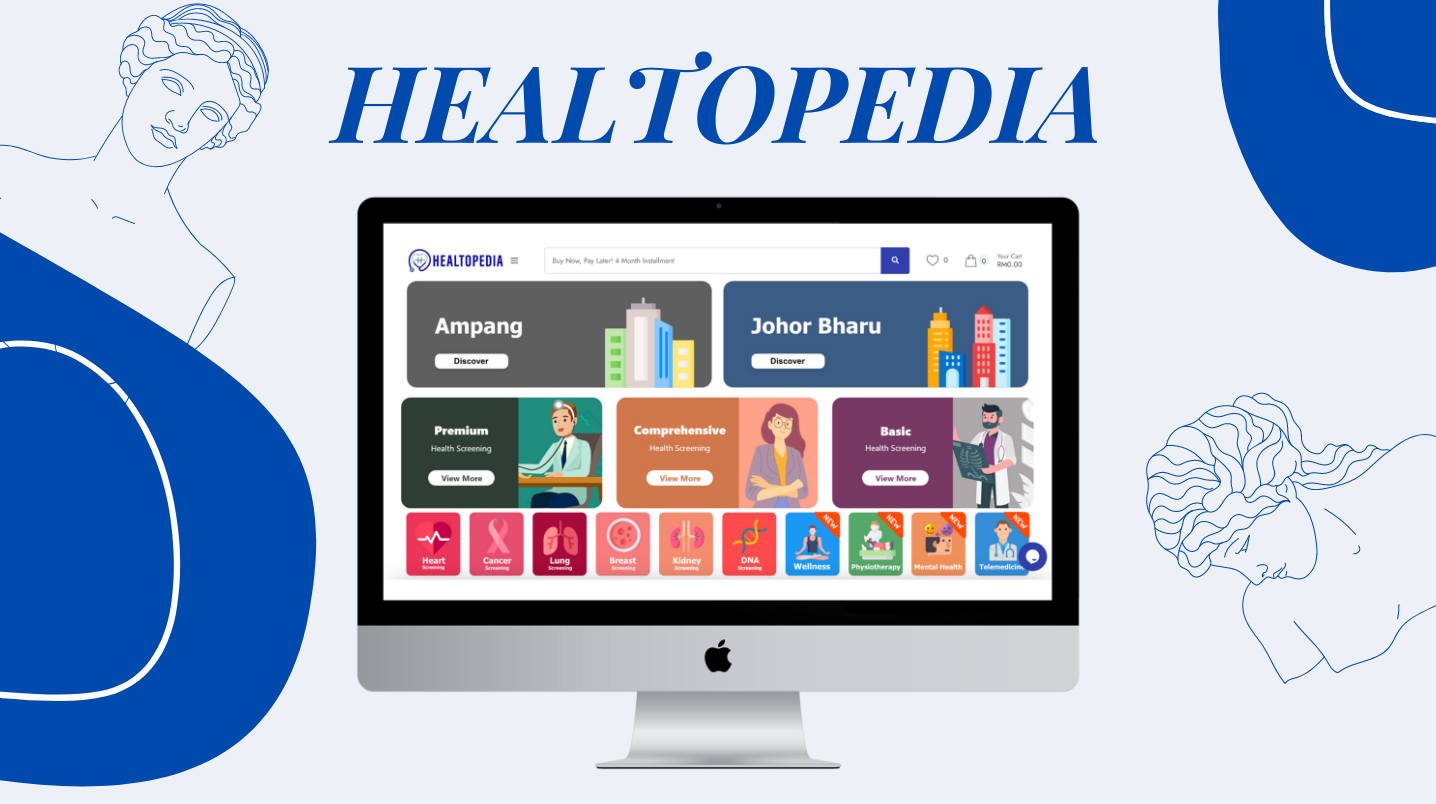 HEALTOPEDIA
HEALTOPEDIA
Buy Now, Pay Later! 4 Month Installment
0
0
Your Cart
RM0.00
Ampang
Discover
Johor Bharu
Discover
Premium
Health Screening
View More
Comprehensive
Health Screening
View More
Basic
Health Screening
View More
Heart
Screening
Cancer
Screening
Lung
Screening
Breast
Screening
Kidney
Screening
DNA
Screening
NEW
Wellness
NEW
Physiotherapy
NEW
Mental Health
NEW
Telemedicin